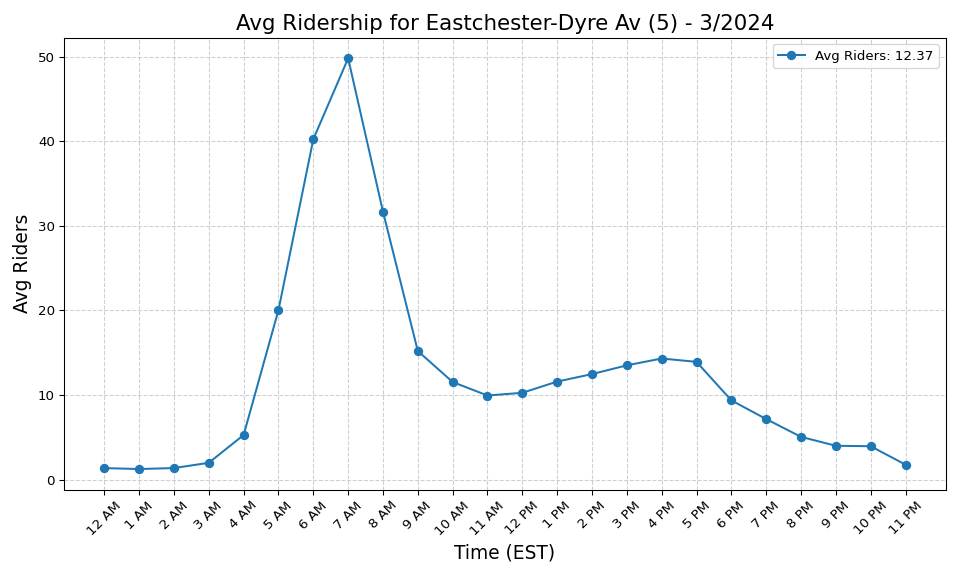 Avg Ridership for Eastchester-Dyre Av (5) - 3/2024
Avg Riders: 12.37
Avg Riders
50
40
30
20
10
0
12 AM
1 AM
2 AM
3 AM
4 AM
5 AM
6 AM
7 AM
8 AM
9 AM
10 AM
11 AM
12 PM
1 PM
2 PM
3 PM
4 PM
5 PM
6 PM
7 PM
8 PM
9 PM
10 PM
11 PM
Time (EST)